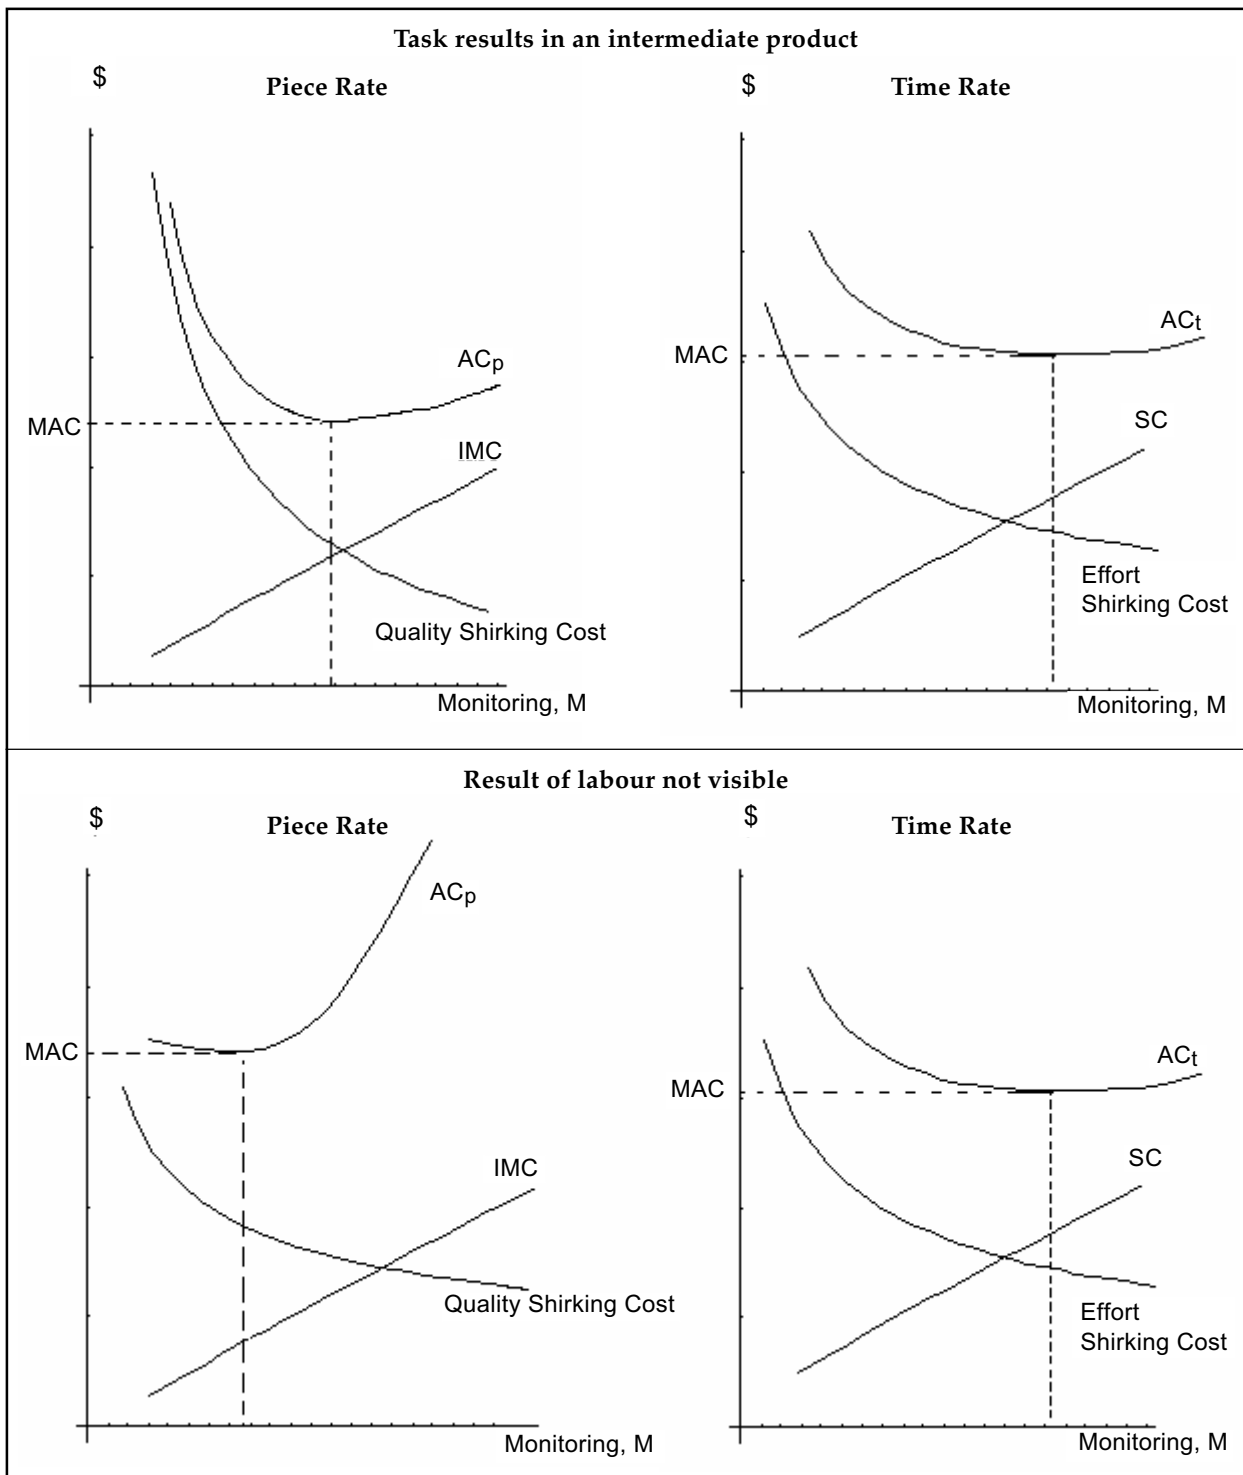 Task results in an intermediate product
$
Piece Rate
ACp
MAC
IMC
Quality Shirking Cost
Monitoring, M
$
Time Rate
ACt
MAC
SC
Effort
Shirking Cost
Monitoring, M
Result of labour not visible
$
Piece Rate
ACp
MAC
IMC
Quality Shirking Cost
Monitoring, M
$
Time Rate
ACt
MAC
SC
Effort
Shirking Cost
Monitoring, M